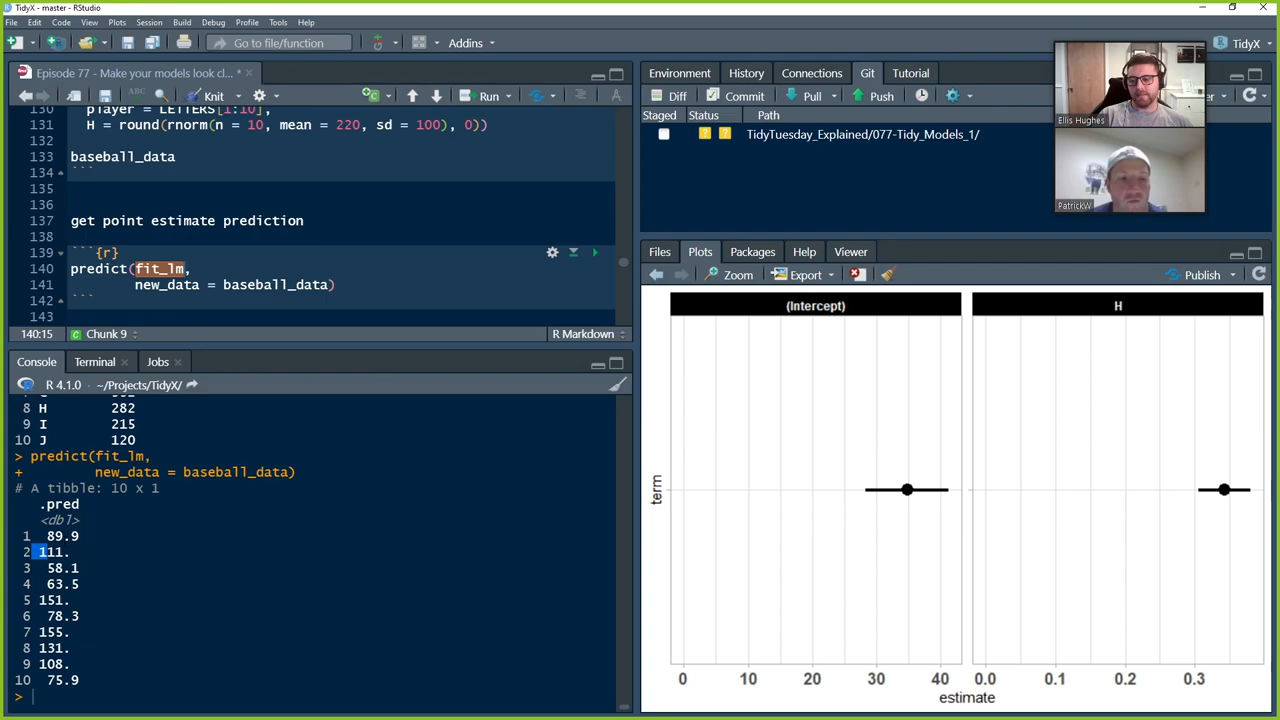 TidyX - master - RStudio
File Edit Code View Plots Session Build Debug Profile Tools Help
Go to file/function
Addins
TidyX
Episode 77 - Make your models look cl... *
Knit
Run
130 player = LETTERS[1:10],
131 H = round(rnorm(n = 10, mean = 220, sd = 100), 0))
132
133 baseball_data
134 ```
135
136
137 get point estimate prediction
138
139 ```{r}
140 predict(fit_lm,
141 new_data = baseball_data)
142 ```
143
140:15 Chunk 9 R Markdown
Console Terminal Jobs
R 4.1.0 · ~/Projects/TidyX/
8 H 282
9 I 215
10 J 120
> predict(fit_lm,
+ new_data = baseball_data)
# A tibble: 10 x 1
.pred
<dbl>
1 89.9
2 111.
3 58.1
4 63.5
5 151.
6 78.3
7 155.
8 131.
9 108.
10 75.9
>
Environment History Connections Git Tutorial
Diff Commit Pull Push
Staged Status Path
? ? TidyTuesday_Explained/077-Tidy_Models_1/
Ellis Hughes
PatrickW
Files Plots Packages Help Viewer
Zoom Export Publish
(Intercept) H
term
0 10 20 30 40 0.0 0.1 0.2 0.3
estimate